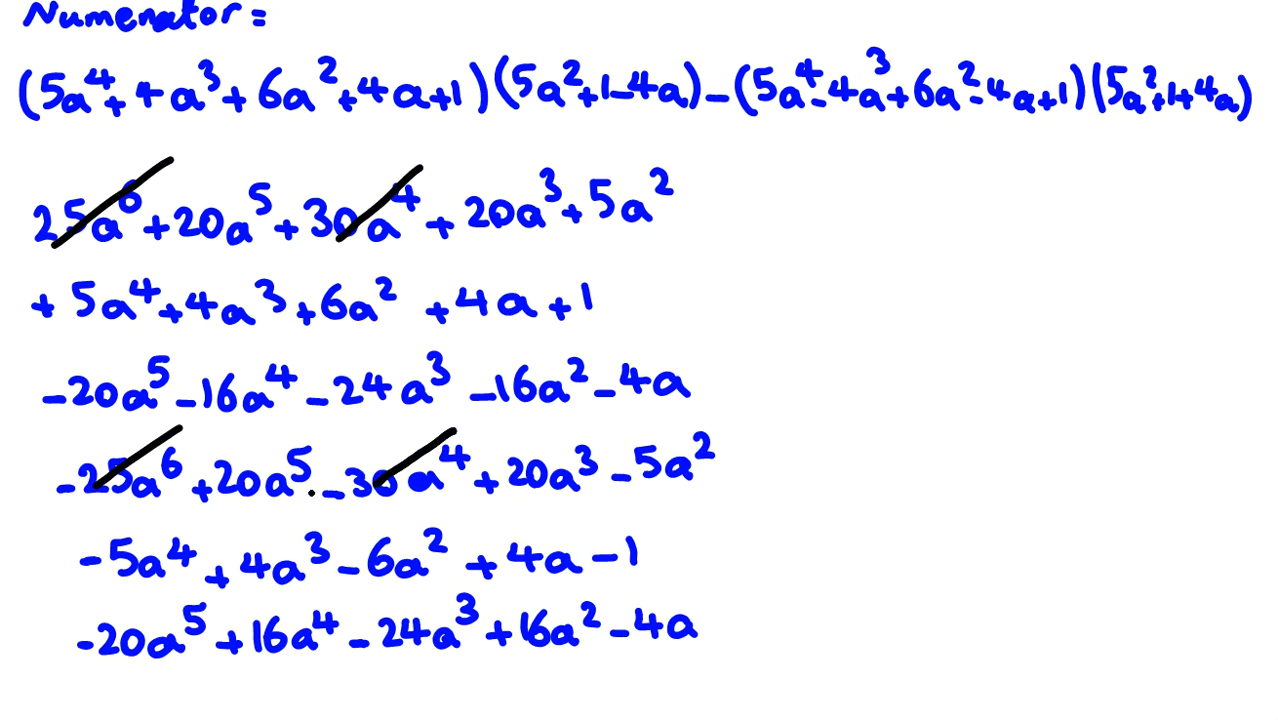 Numenator =
(5a⁴+4a³+6a²+4a+1)(5a²+1-4a)-(5a⁴-4a³+6a²-4a+1)(5a²+1+4a)
25a⁶+20a⁵+30a⁴+20a³+5a²
+5a⁴+4a³+6a²+4a+1
-20a⁵-16a⁴-24a³-16a²-4a
-25a⁶+20a⁵-30a⁴+20a³-5a²
-5a⁴+4a³-6a²+4a-1
-20a⁵+16a⁴-24a³+16a²-4a